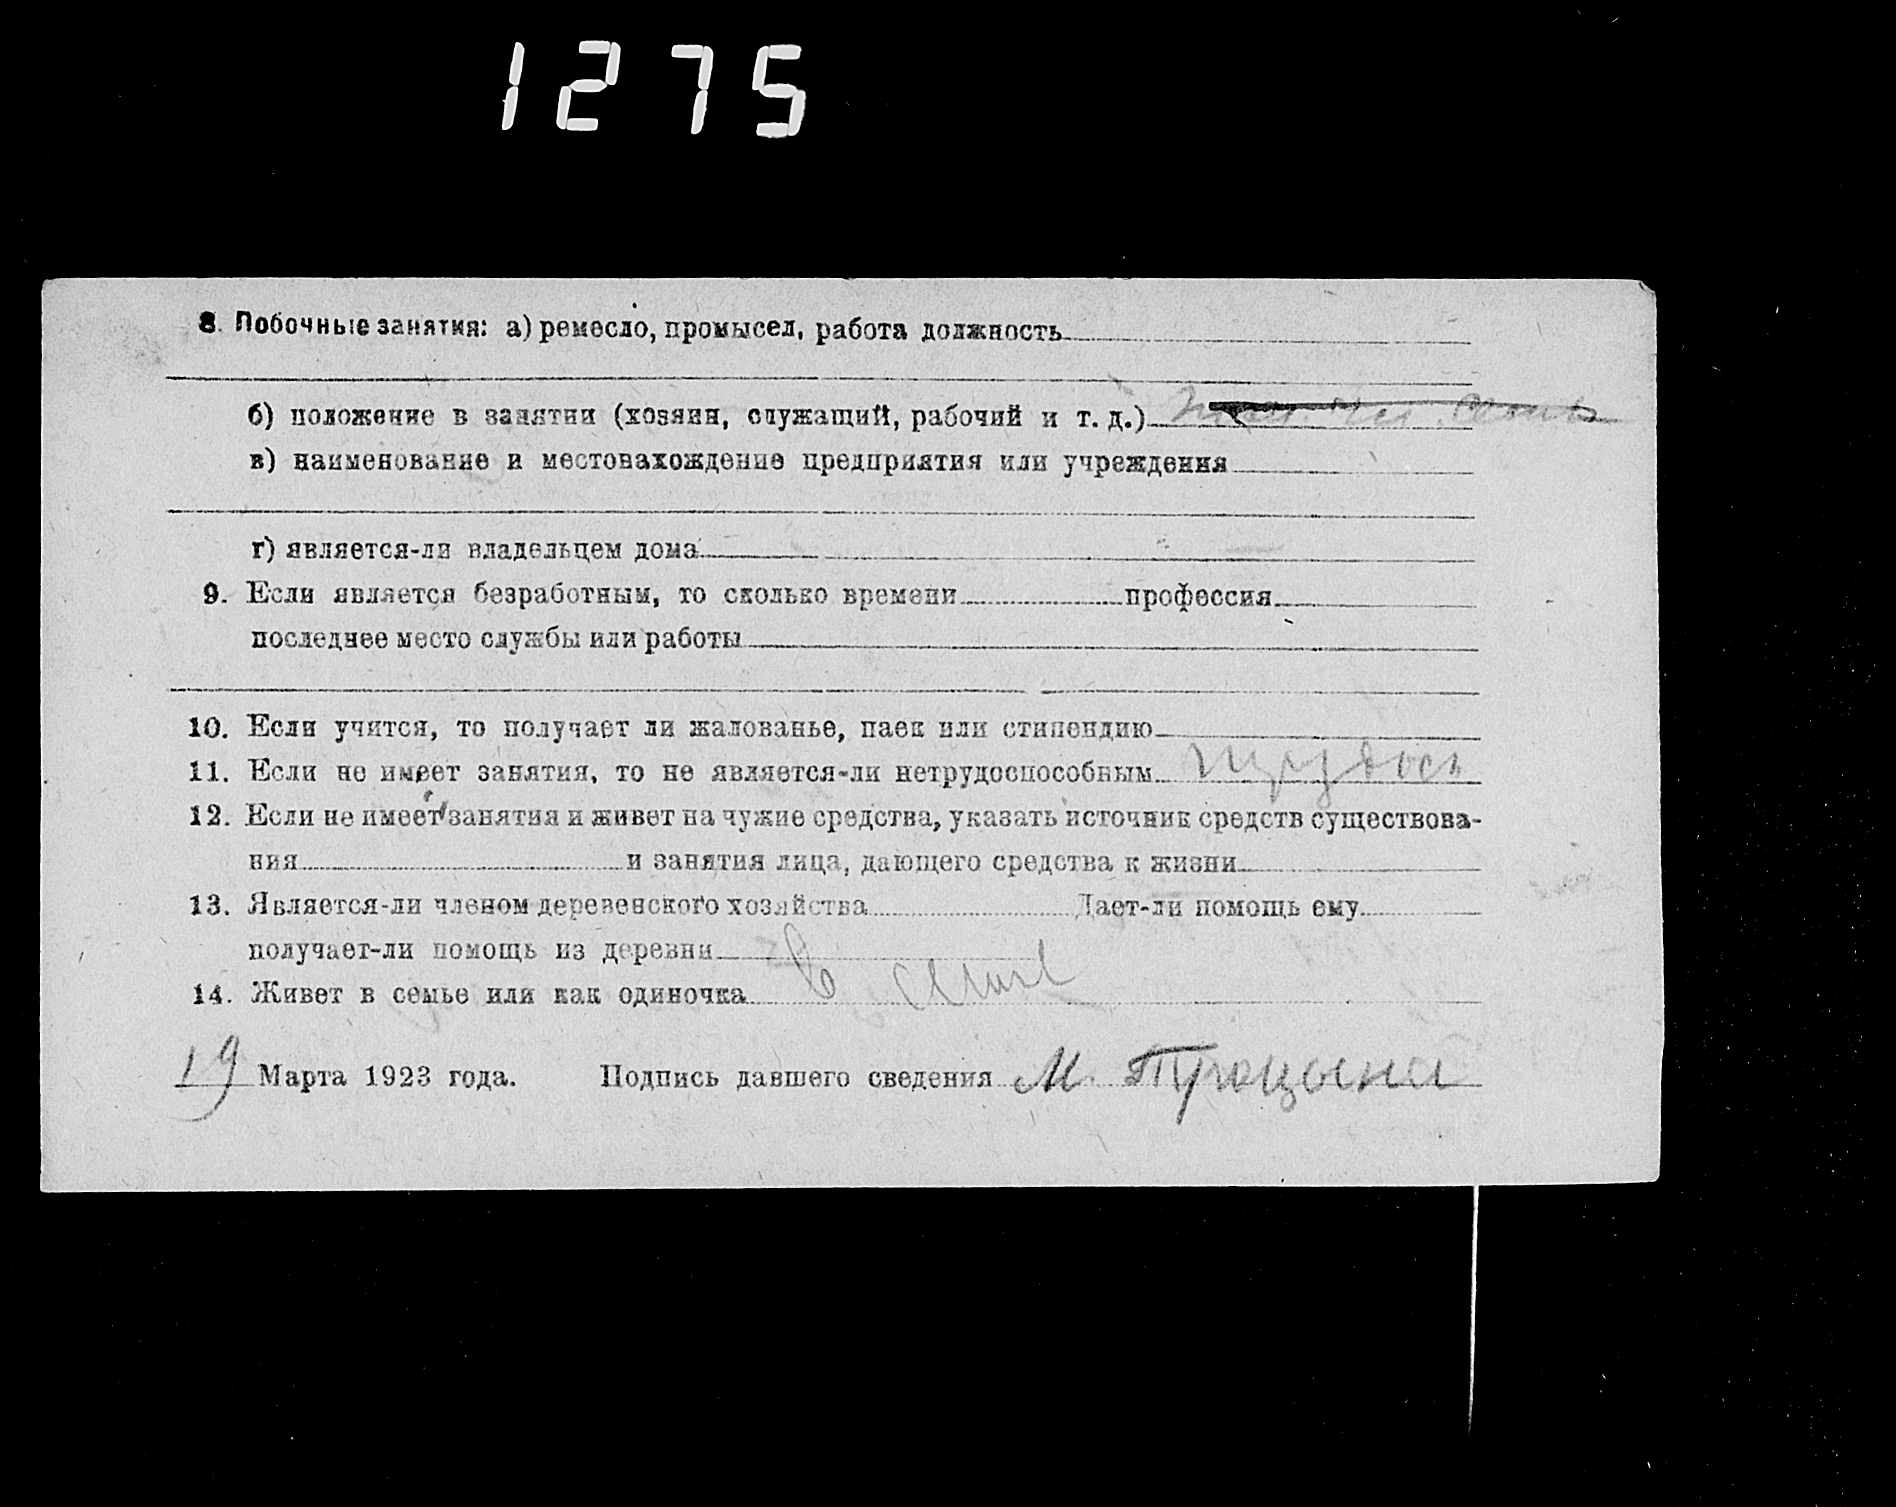 1275
8. Побочные занятия: а) ремесло, промысел, работа должность
б) положение в занятии (хозяин, служащий, рабочий и т. д.)
в) наименование и местонахождение предприятия или учреждения
г) является-ли владельцем дома
9. Если является безработным, то сколько времени профессия
последнее место службы или работы
10. Если учится, то получает ли жалованье, паек или стипендию
11. Если не имеет занятия, то не является-ли нетрудоспособным трудосп
12. Если не имеет занятия и живет на чужие средства, указать источник средств существова-
ния и занятия лица, дающего средства к жизни
13. Является-ли членом деревенского хозяйства Дает-ли помощь ему
получает-ли помощь из деревни
14. Живет в семье или как одиночка в семье
19 Марта 1923 года. Подпись давшего сведения М.